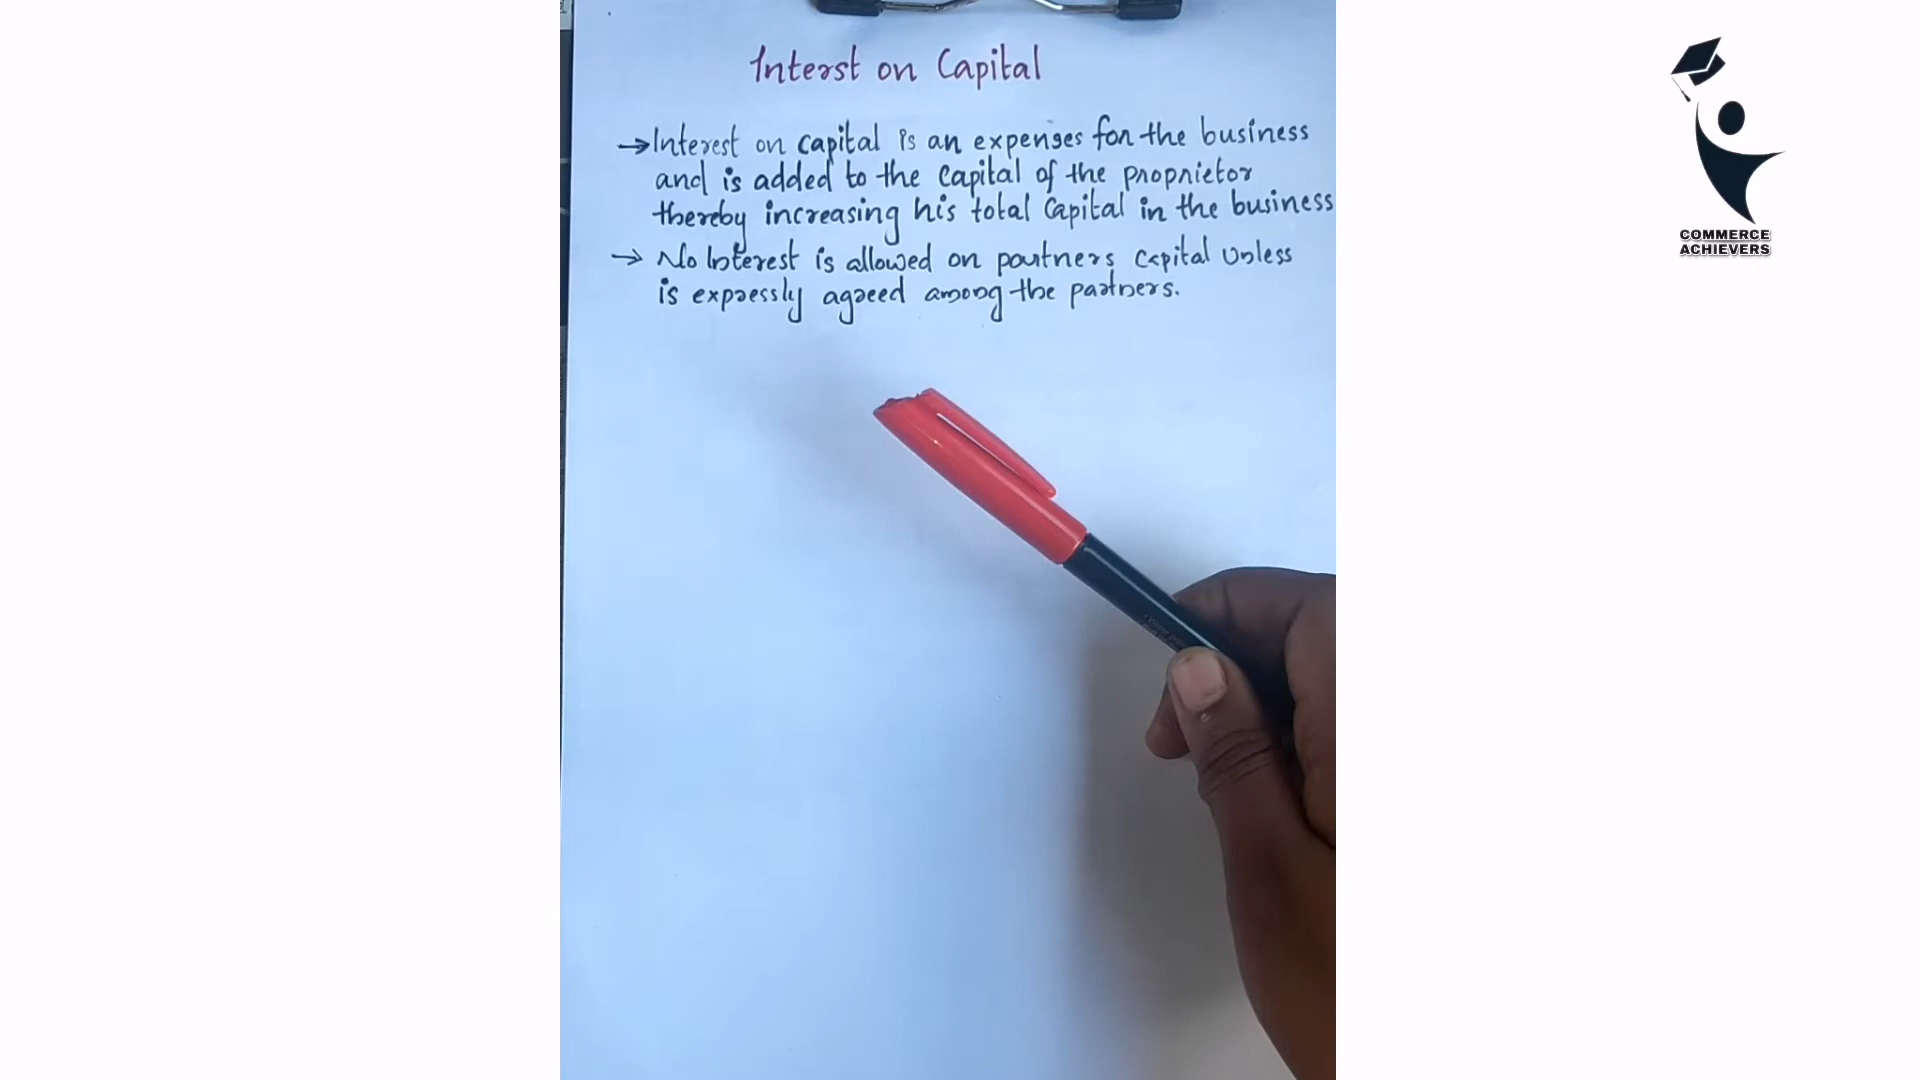 Interst on Capital
→ Interest on capital is an expenses for the business
and is added to the capital of the proprietor
thereby increasing his total capital in the business
→ No Interest is allowed on partners capital unless
is expressly agreed among the partners.
COMMERCE
ACHIEVERS